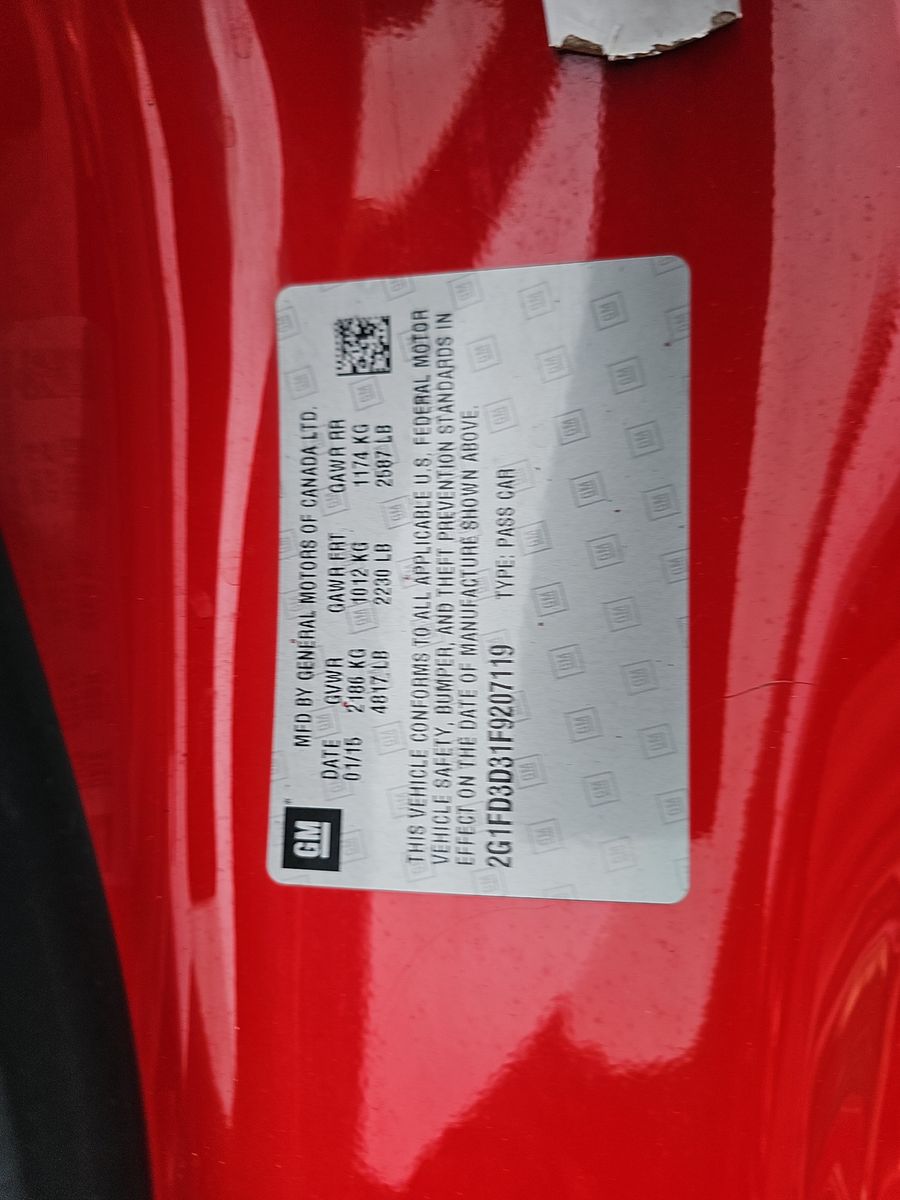 GM
MFD BY GENERAL MOTORS OF CANADA LTD.
DATE GVWR GAWR FRT GAWR RR
01/15 2186 KG 1012 KG 1174 KG
4817 LB 2230 LB 2587 LB
THIS VEHICLE CONFORMS TO ALL APPLICABLE U.S. FEDERAL MOTOR
VEHICLE SAFETY, BUMPER, AND THEFT PREVENTION STANDARDS IN
EFFECT ON THE DATE OF MANUFACTURE SHOWN ABOVE.
2G1FD3D31F9207119 TYPE: PASS CAR